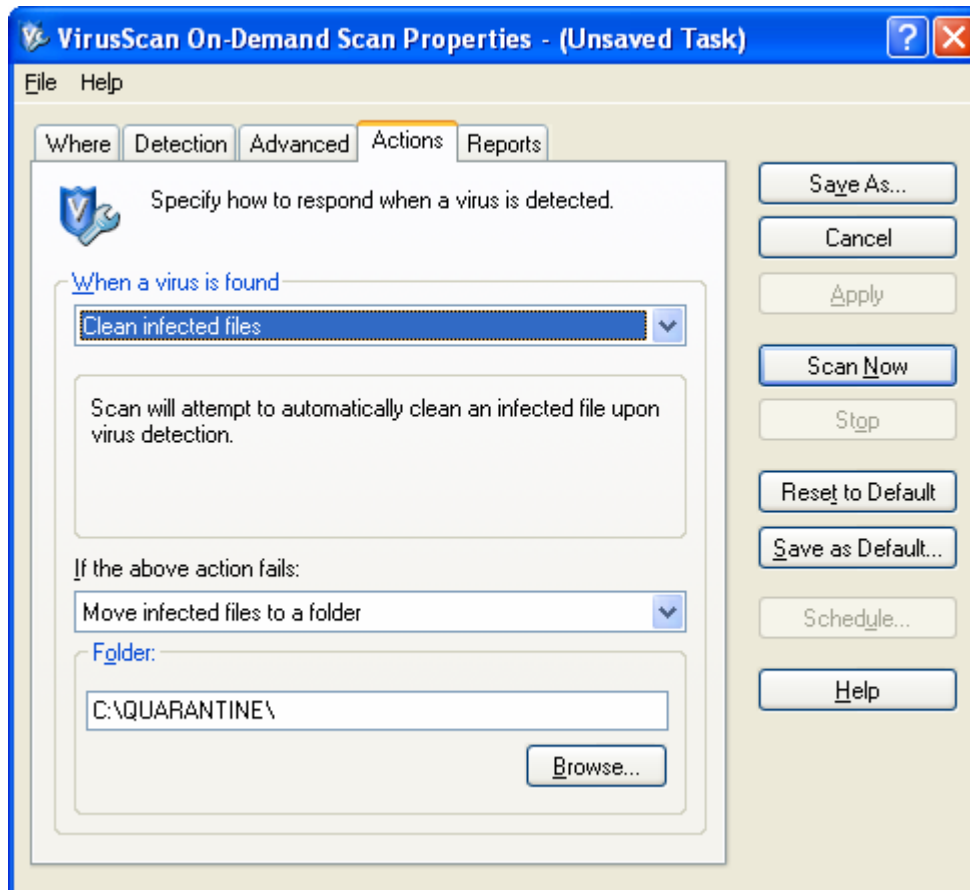 VirusScan On-Demand Scan Properties - (Unsaved Task)
File Help
Where Detection Advanced Actions Reports
Specify how to respond when a virus is detected.
When a virus is found
Clean infected files
Scan will attempt to automatically clean an infected file upon
virus detection.
If the above action fails:
Move infected files to a folder
Folder:
C:\QUARANTINE\
Browse...
Save As...
Cancel
Apply
Scan Now
Stop
Reset to Default
Save as Default...
Schedule...
Help